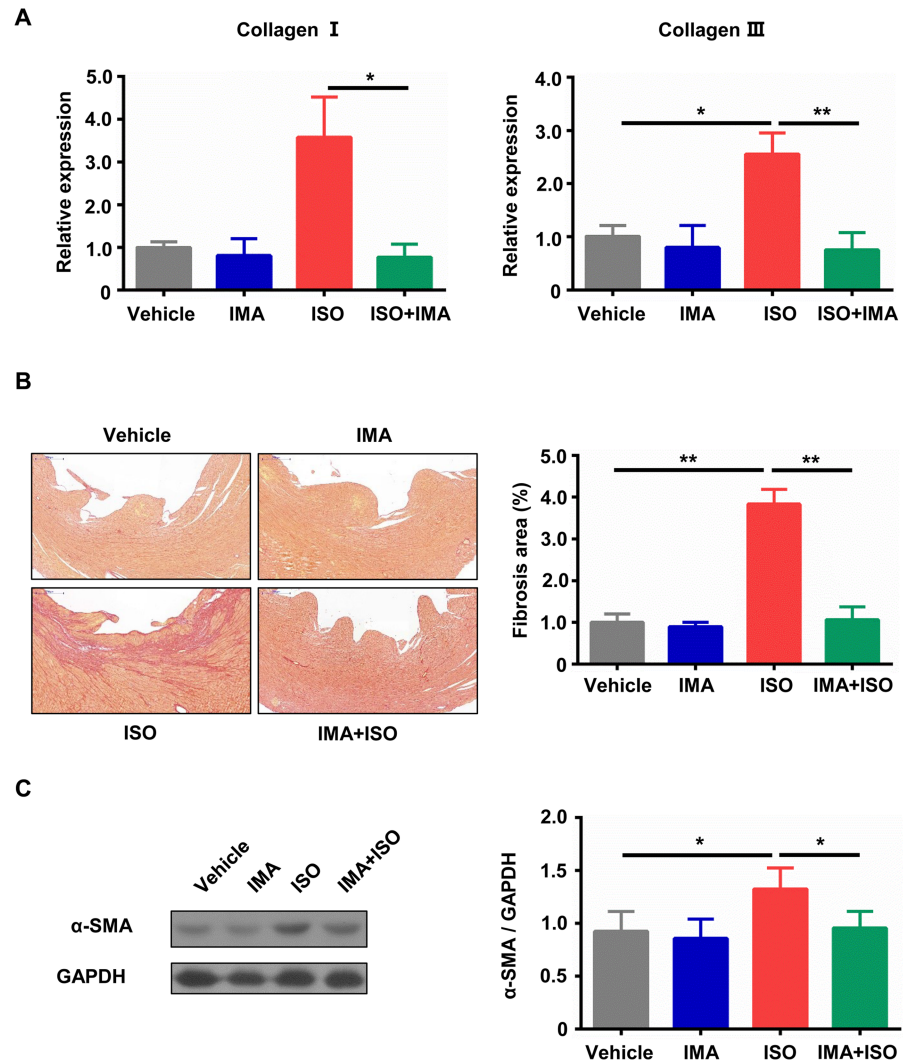 A
Collagen Ⅰ
Collagen Ⅲ
Relative expression
5.0
4.0
3.0
2.0
1.0
0
*
Vehicle
IMA
ISO
ISO+IMA
Relative expression
4.0
3.0
2.0
1.0
0
*
**
Vehicle
IMA
ISO
ISO+IMA
B
Vehicle
IMA
ISO
IMA+ISO
Fibrosis area (%)
5.0
4.0
3.0
2.0
1.0
0
**
**
Vehicle
IMA
ISO
IMA+ISO
C
Vehicle
IMA
ISO
IMA+ISO
α-SMA
GAPDH
α-SMA / GAPDH
2.0
1.5
1.0
0.5
0
*
*
Vehicle
IMA
ISO
IMA+ISO